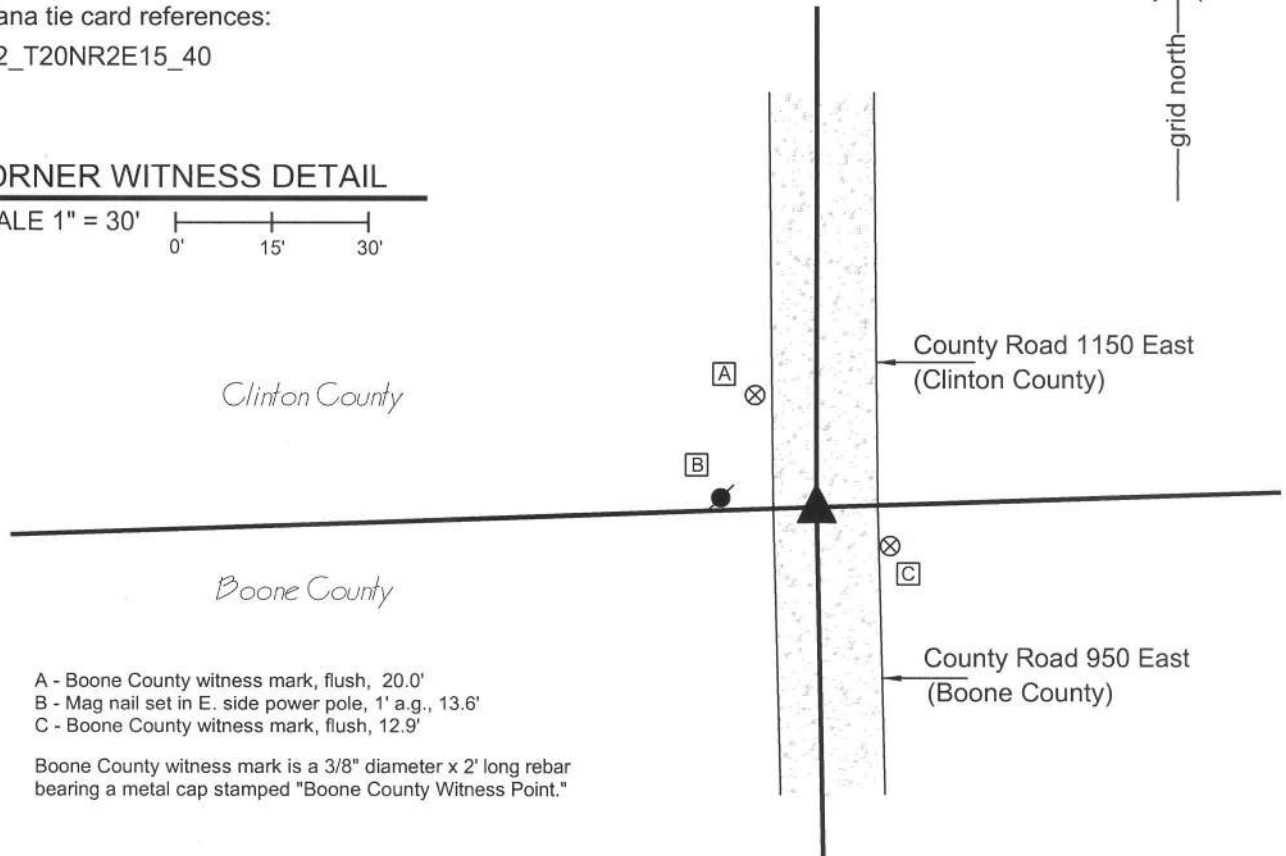 ana tie card references:
2_T20NR2E15_40
grid north
ORNER WITNESS DETAIL
ALE 1" = 30'
0' 15' 30'
County Road 1150 East
(Clinton County)
A
Clinton County
B
C
Boone County
County Road 950 East
(Boone County)
A - Boone County witness mark, flush, 20.0'
B - Mag nail set in E. side power pole, 1' a.g., 13.6'
C - Boone County witness mark, flush, 12.9'
Boone County witness mark is a 3/8" diameter x 2' long rebar
bearing a metal cap stamped "Boone County Witness Point."